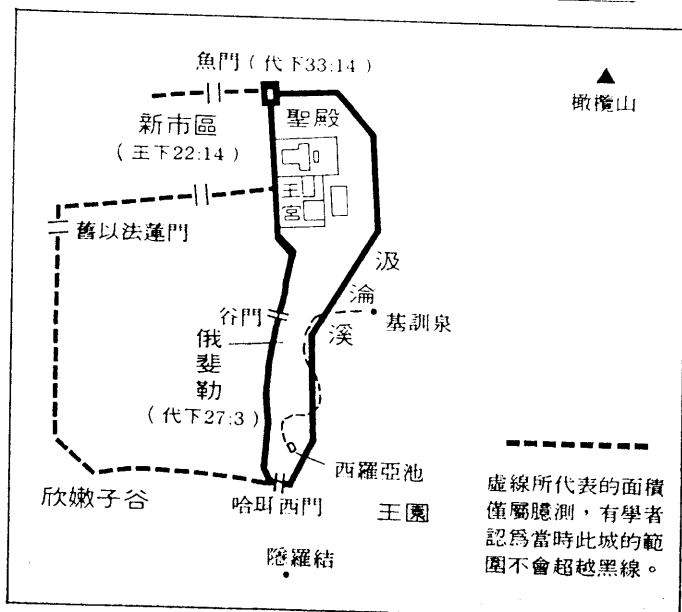 魚門（代下33:14）
橄欖山
新市區
（王下22:14）
聖殿
王宮
舊以法蓮門
汲淪溪
谷門
基訓泉
俄斐勒
（代下27:3）
西羅亞池
欣嫩子谷
哈珥西門
王園
隱羅結
虛線所代表的面積
僅屬臆測，有學者
認爲當時此城的範
圍不會超越黑線。